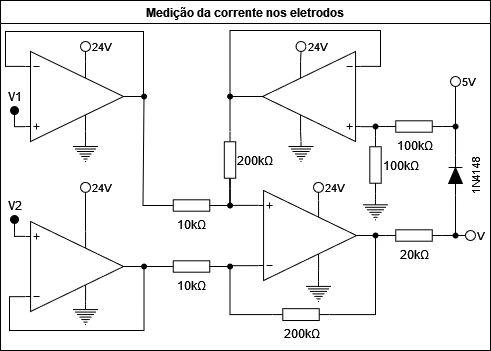 Medição da corrente nos eletrodos
24V
24V
5V
V1
100kΩ
200kΩ
100kΩ
1N4148
24V
24V
V2
10kΩ
V
20kΩ
10kΩ
200kΩ